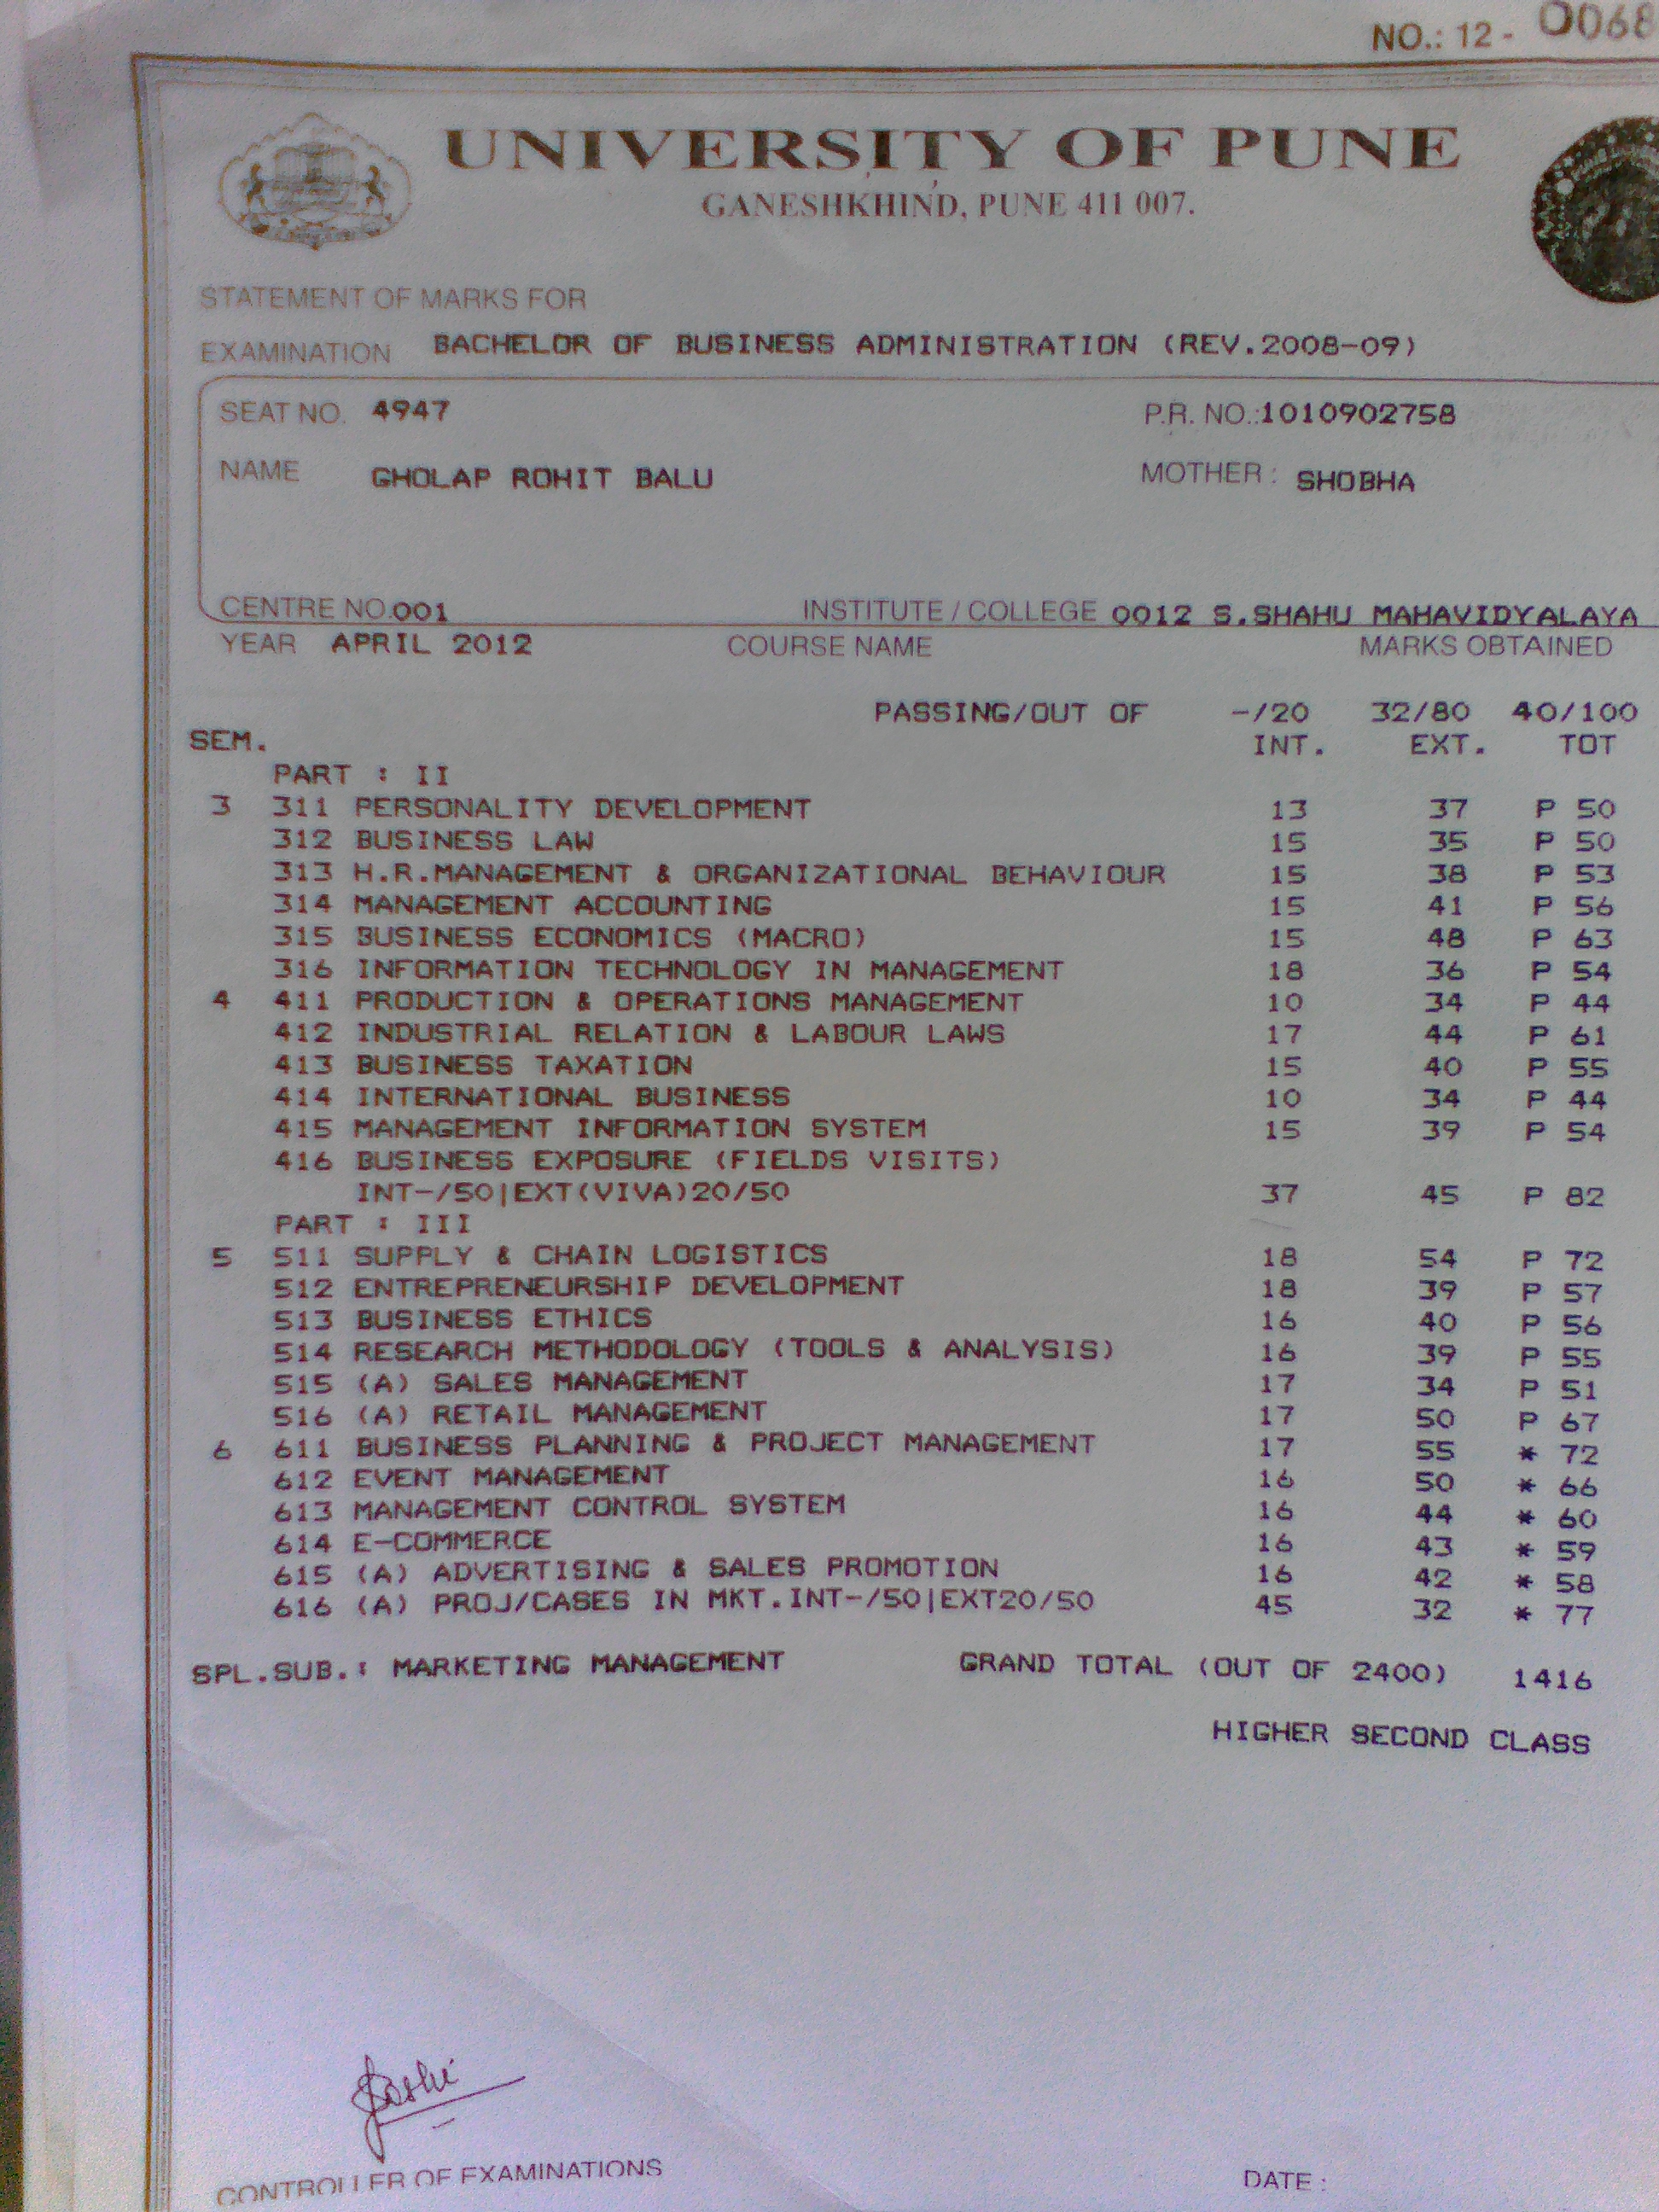 NO.: 12 - 0068
UNIVERSITY OF PUNE
GANESHKHIND, PUNE 411 007.
STATEMENT OF MARKS FOR
EXAMINATION BACHELOR OF BUSINESS ADMINISTRATION (REV.2008-09)
SEAT NO. 4947 P.R. NO.:1010902758
NAME GHOLAP ROHIT BALU MOTHER : SHOBHA
CENTRE NO.001 INSTITUTE / COLLEGE 0012 S.SHAHU MAHAVIDYALAYA
YEAR APRIL 2012 COURSE NAME MARKS OBTAINED
PASSING/OUT OF -/20 32/80 40/100
SEM. INT. EXT. TOT
PART : II
3 311 PERSONALITY DEVELOPMENT 13 37 P 50
312 BUSINESS LAW 15 35 P 50
313 H.R.MANAGEMENT & ORGANIZATIONAL BEHAVIOUR 15 38 P 53
314 MANAGEMENT ACCOUNTING 15 41 P 56
315 BUSINESS ECONOMICS (MACRO) 15 48 P 63
316 INFORMATION TECHNOLOGY IN MANAGEMENT 18 36 P 54
4 411 PRODUCTION & OPERATIONS MANAGEMENT 10 34 P 44
412 INDUSTRIAL RELATION & LABOUR LAWS 17 44 P 61
413 BUSINESS TAXATION 15 40 P 55
414 INTERNATIONAL BUSINESS 10 34 P 44
415 MANAGEMENT INFORMATION SYSTEM 15 39 P 54
416 BUSINESS EXPOSURE (FIELDS VISITS)
INT-/50|EXT(VIVA)20/50 37 45 P 82
PART : III
5 511 SUPPLY & CHAIN LOGISTICS 18 54 P 72
512 ENTREPRENEURSHIP DEVELOPMENT 18 39 P 57
513 BUSINESS ETHICS 16 40 P 56
514 RESEARCH METHODOLOGY (TOOLS & ANALYSIS) 16 39 P 55
515 (A) SALES MANAGEMENT 17 34 P 51
516 (A) RETAIL MANAGEMENT 17 50 P 67
6 611 BUSINESS PLANNING & PROJECT MANAGEMENT 17 55 * 72
612 EVENT MANAGEMENT 16 50 * 66
613 MANAGEMENT CONTROL SYSTEM 16 44 * 60
614 E-COMMERCE 16 43 * 59
615 (A) ADVERTISING & SALES PROMOTION 16 42 * 58
616 (A) PROJ/CASES IN MKT.INT-/50|EXT20/50 45 32 * 77
SPL.SUB.: MARKETING MANAGEMENT GRAND TOTAL (OUT OF 2400) 1416
HIGHER SECOND CLASS
CONTROLLER OF EXAMINATIONS DATE :